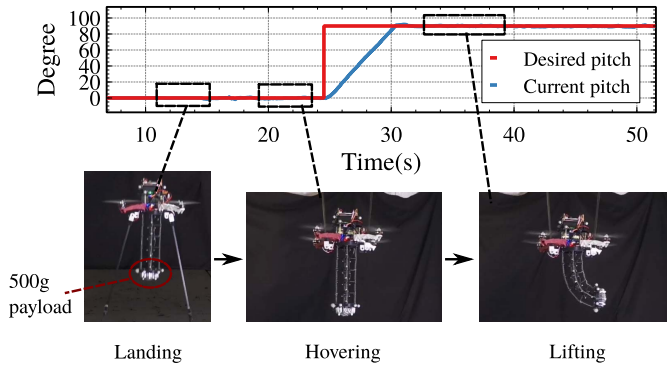 Degree
100
80
60
40
20
0
Desired pitch
Current pitch
10
20
30
40
50
Time(s)
500g
payload
Landing
Hovering
Lifting